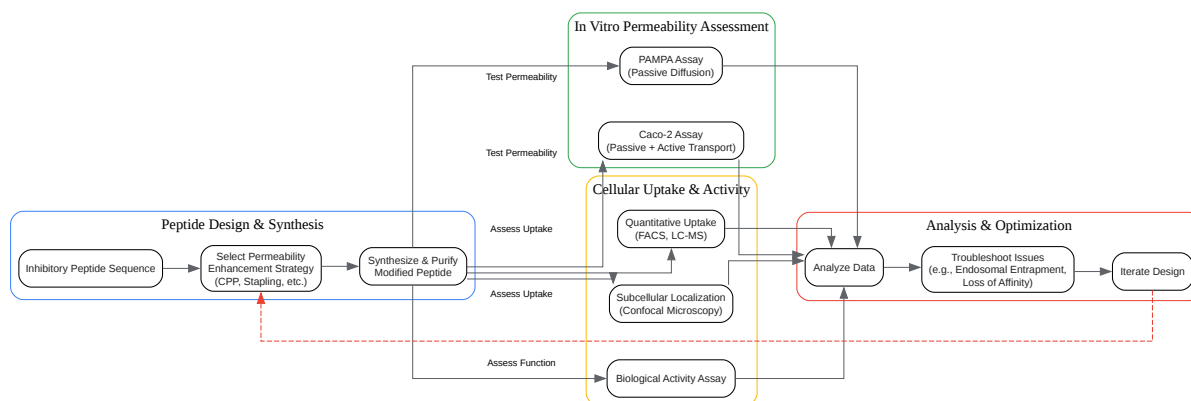 In Vitro Permeability Assessment
PAMPA Assay
(Passive Diffusion)
Test Permeability
Caco-2 Assay
(Passive + Active Transport)
Test Permeability
Cellular Uptake & Activity
Peptide Design & Synthesis
Inhibitory Peptide Sequence
Select Permeability
Enhancement Strategy
(CPP, Stapling, etc.)
Synthesize & Purify
Modified Peptide
Assess Uptake
Quantitative Uptake
(FACS, LC-MS)
Assess Uptake
Subcellular Localization
(Confocal Microscopy)
Assess Function
Biological Activity Assay
Analysis & Optimization
Analyze Data
Troubleshoot Issues
(e.g., Endosomal Entrapment,
Loss of Affinity)
Iterate Design